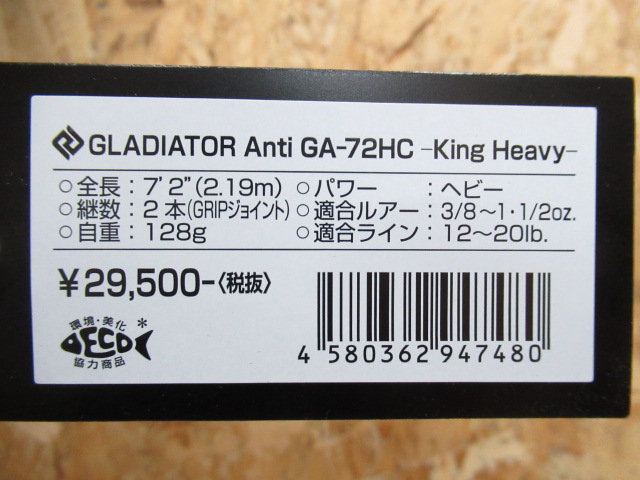 GLADIATOR Anti GA-72HC -King Heavy-
○全長：7'2"(2.19m) ○パワー：ヘビー
○継数：2本(GRIPジョイント) ○適合ルアー：3/8～1・1/2oz.
○自重：128g ○適合ライン：12～20lb.
¥29,500-〈税抜〉
環境・美化
DECO*
協力商品
4 580362 947480